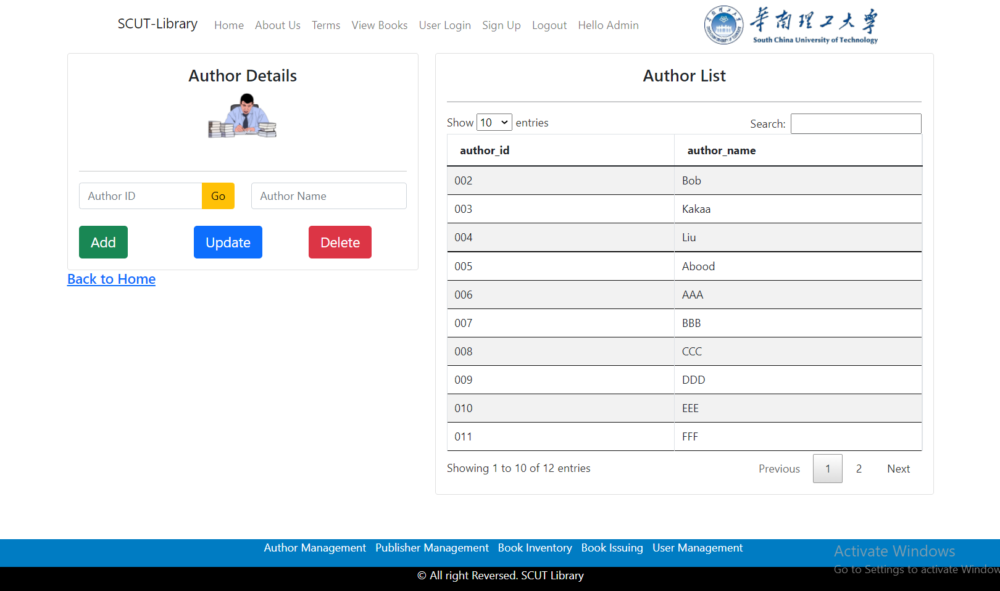 SCUT-Library Home About Us Terms View Books User Login Sign Up Logout Hello Admin
华南理工大学
South China University of Technology
Author Details
Author ID Go Author Name
Add Update Delete
Back to Home
Author List
Show 10 entries Search:
author_id author_name
002 Bob
003 Kakaa
004 Liu
005 Abood
006 AAA
007 BBB
008 CCC
009 DDD
010 EEE
011 FFF
Showing 1 to 10 of 12 entries Previous 1 2 Next
Author Management Publisher Management Book Inventory Book Issuing User Management
© All right Reversed. SCUT Library
Activate Windows
Go to Settings to activate Window